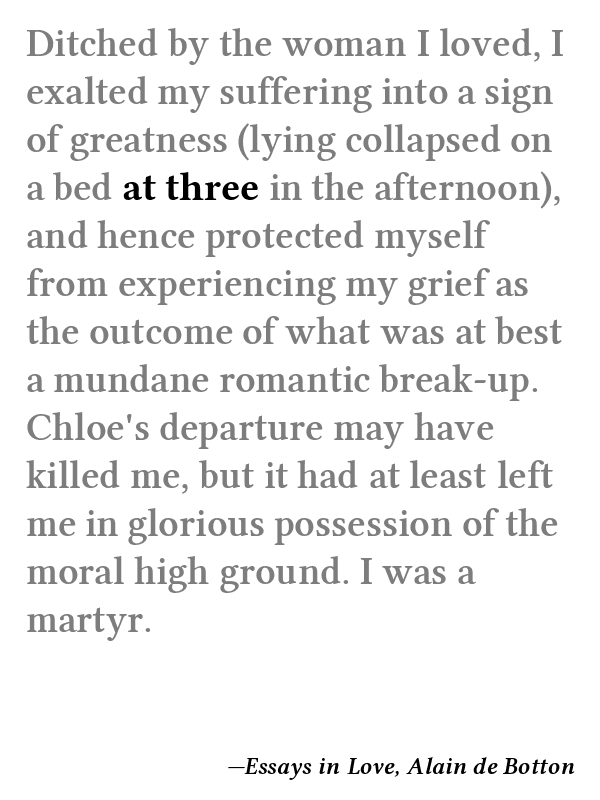 Ditched by the woman I loved, I
exalted my suffering into a sign
of greatness (lying collapsed on
a bed at three in the afternoon),
and hence protected myself
from experiencing my grief as
the outcome of what was at best
a mundane romantic break-up.
Chloe's departure may have
killed me, but it had at least left
me in glorious possession of the
moral high ground. I was a
martyr.
—Essays in Love, Alain de Botton